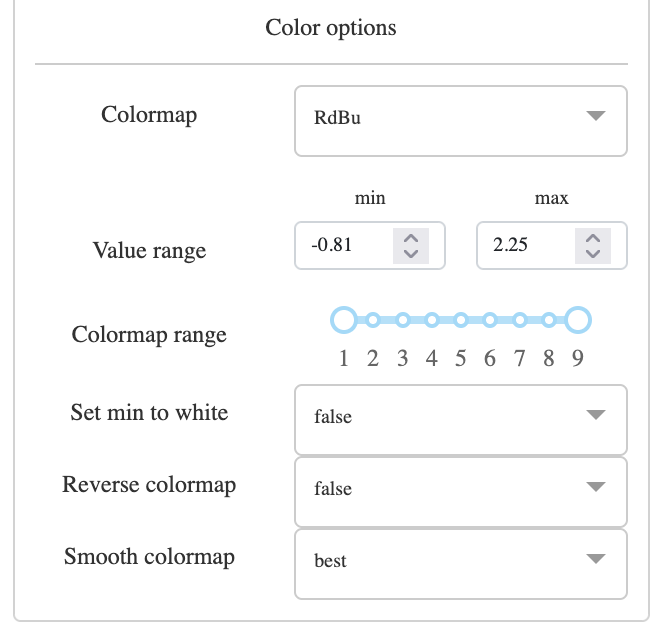 Color options
Colormap
RdBu
min
max
Value range
-0.81
2.25
Colormap range
1 2 3 4 5 6 7 8 9
Set min to white
false
Reverse colormap
false
Smooth colormap
best